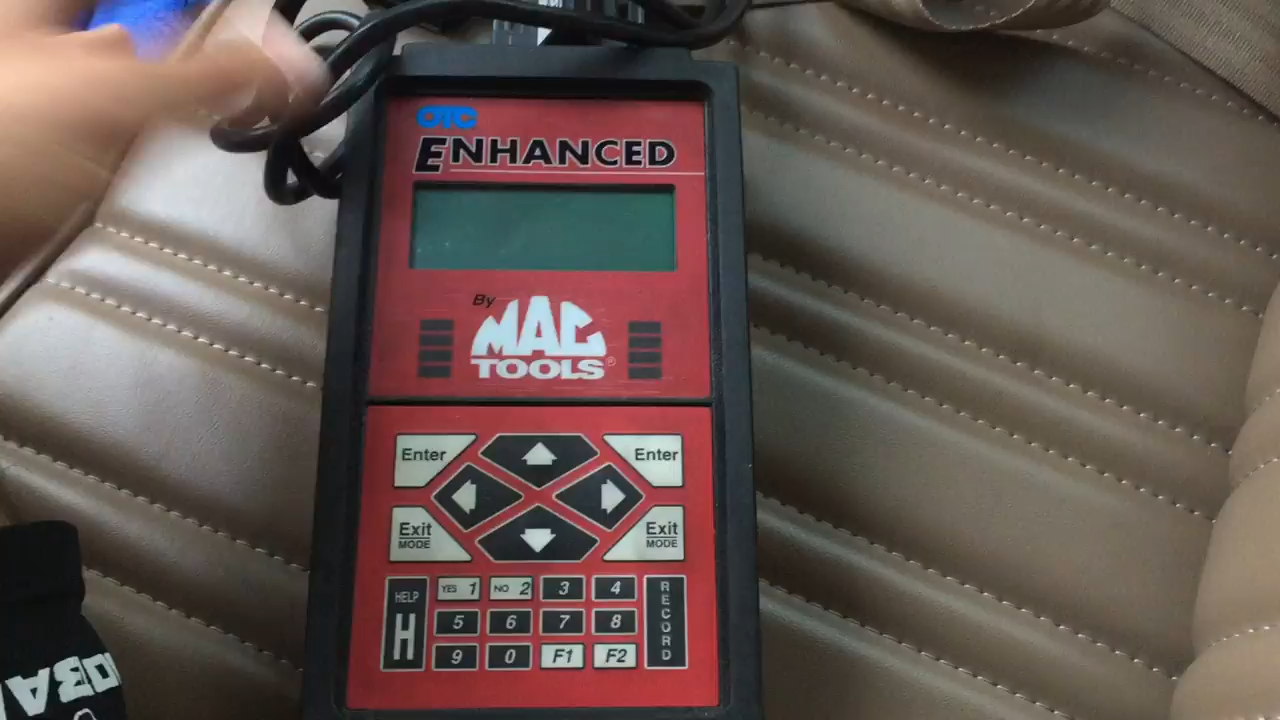 OTC
ENHANCED
By
MAC
TOOLS®
Enter
Enter
Exit
MODE
Exit
MODE
HELP
H
YES 1
NO 2
3
4
5
6
7
8
9
0
F1
F2
RECORD